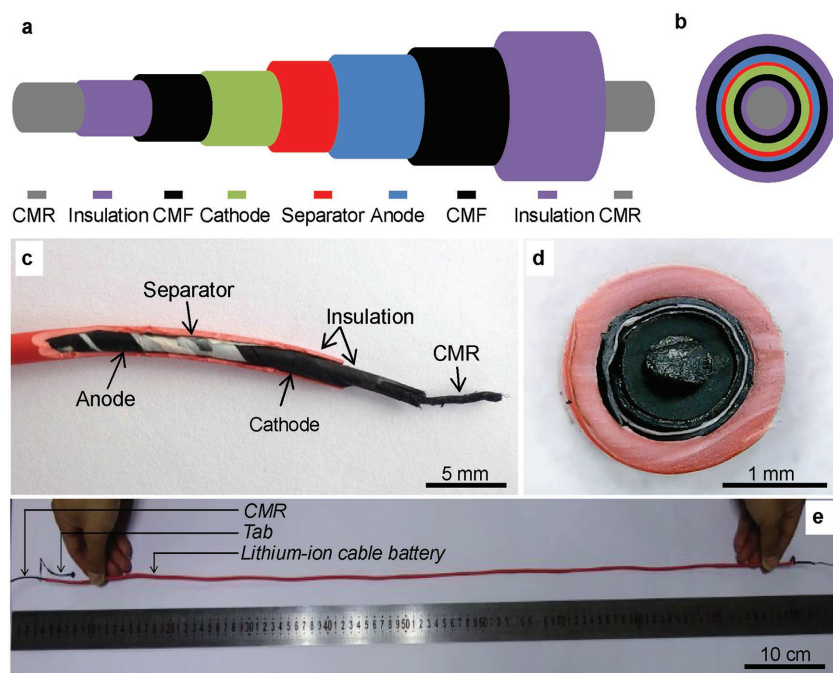 a
b
CMR Insulation CMF Cathode Separator Anode CMF Insulation CMR
c
Separator
Insulation
CMR
Anode
Cathode
5 mm
d
1 mm
e
CMR
Tab
Lithium-ion cable battery
10 cm